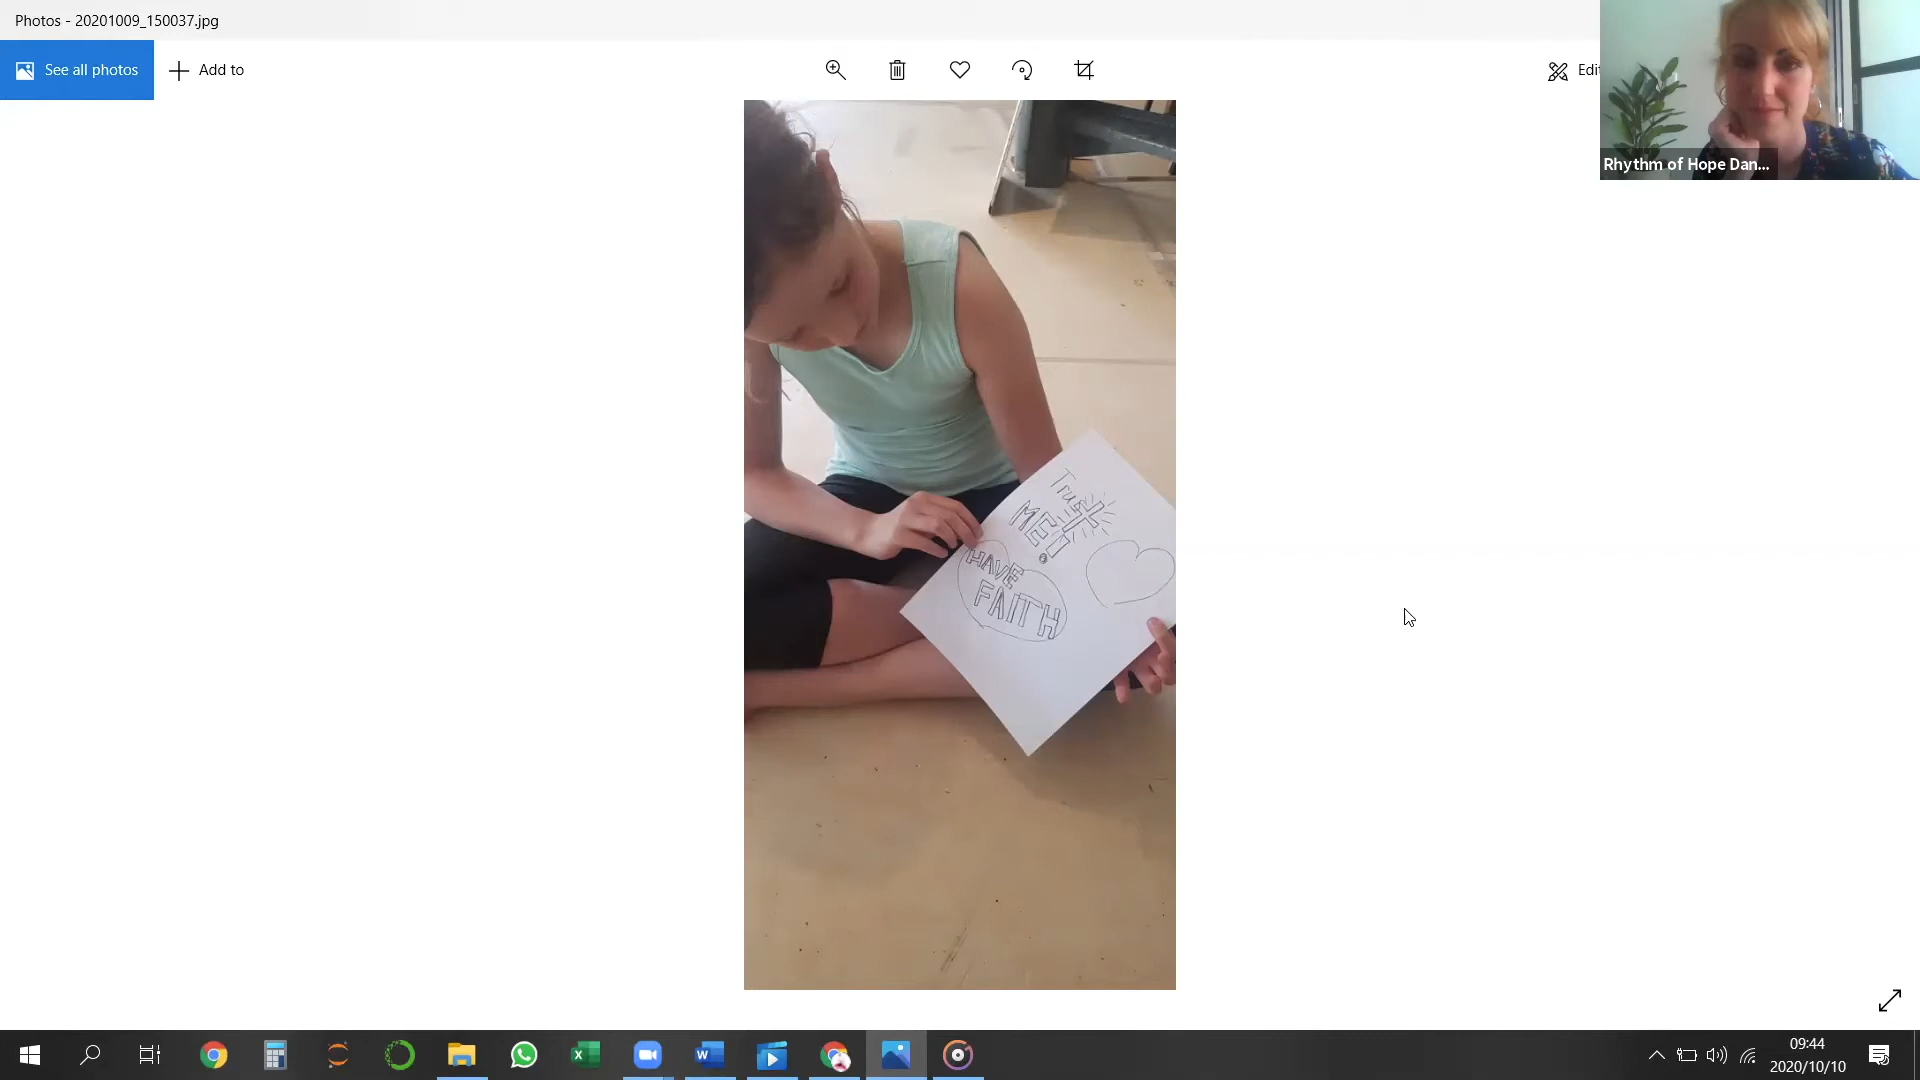 Photos - 20201009_150037.jpg
See all photos
Add to
Edit
Rhythm of Hope Dan...
Trust
ME!
HAVE
FAITH
09:44
2020/10/10